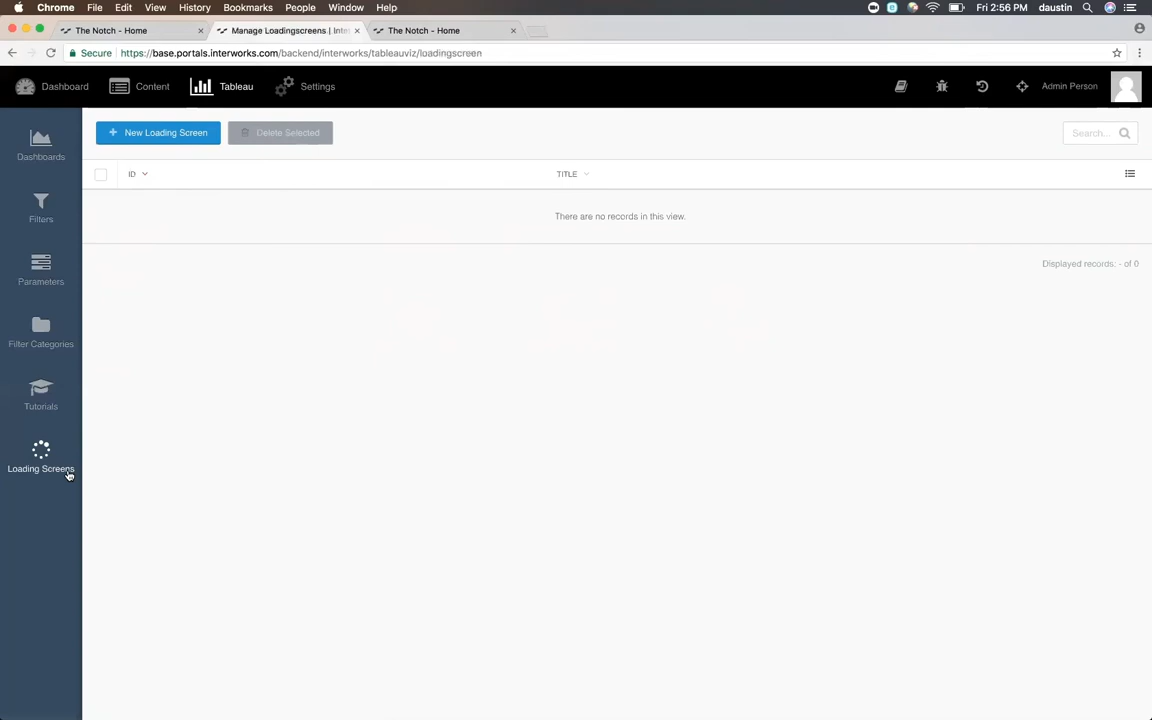 Chrome File Edit View History Bookmarks People Window Help Fri 2:56 PM daustin
The Notch - Home Manage Loadingscreens | Inte The Notch - Home
Secure https://base.portals.interworks.com/backend/interworks/tableauviz/loadingscreen
Dashboard Content Tableau Settings Admin Person
Dashboards
Filters
Parameters
Filter Categories
Tutorials
Loading Screens
+ New Loading Screen Delete Selected Search...
ID TITLE
There are no records in this view.
Displayed records: - of 0